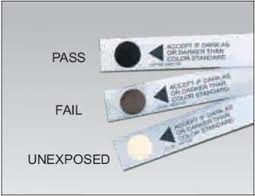 PASS
ACCEPT IF DARK AS
OR DARKER THAN
COLOR STANDARD
FAIL
ACCEPT IF DARK AS
OR DARKER THAN
COLOR STANDARD
UNEXPOSED
ACCEPT IF DARK AS
OR DARKER THAN
COLOR STANDARD